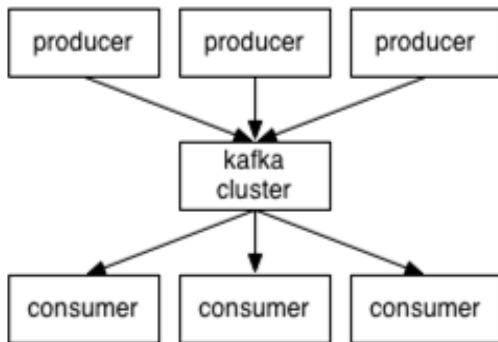 producer producer producer
kafka
cluster
consumer consumer consumer